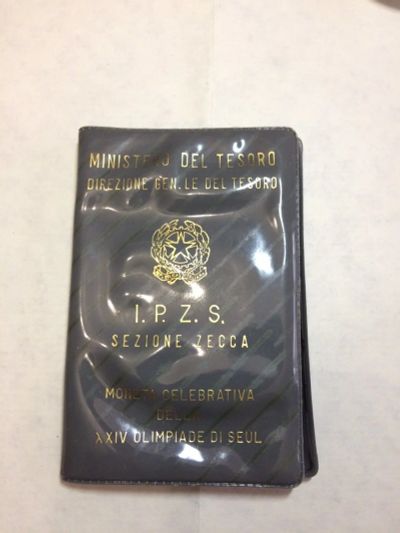 MINISTERO DEL TESORO
DIREZIONE GEN.LE DEL TESORO
I.P.Z.S.
SEZIONE ZECCA
MONETA CELEBRATIVA
DELLA
XXIV OLIMPIADE DI SEUL